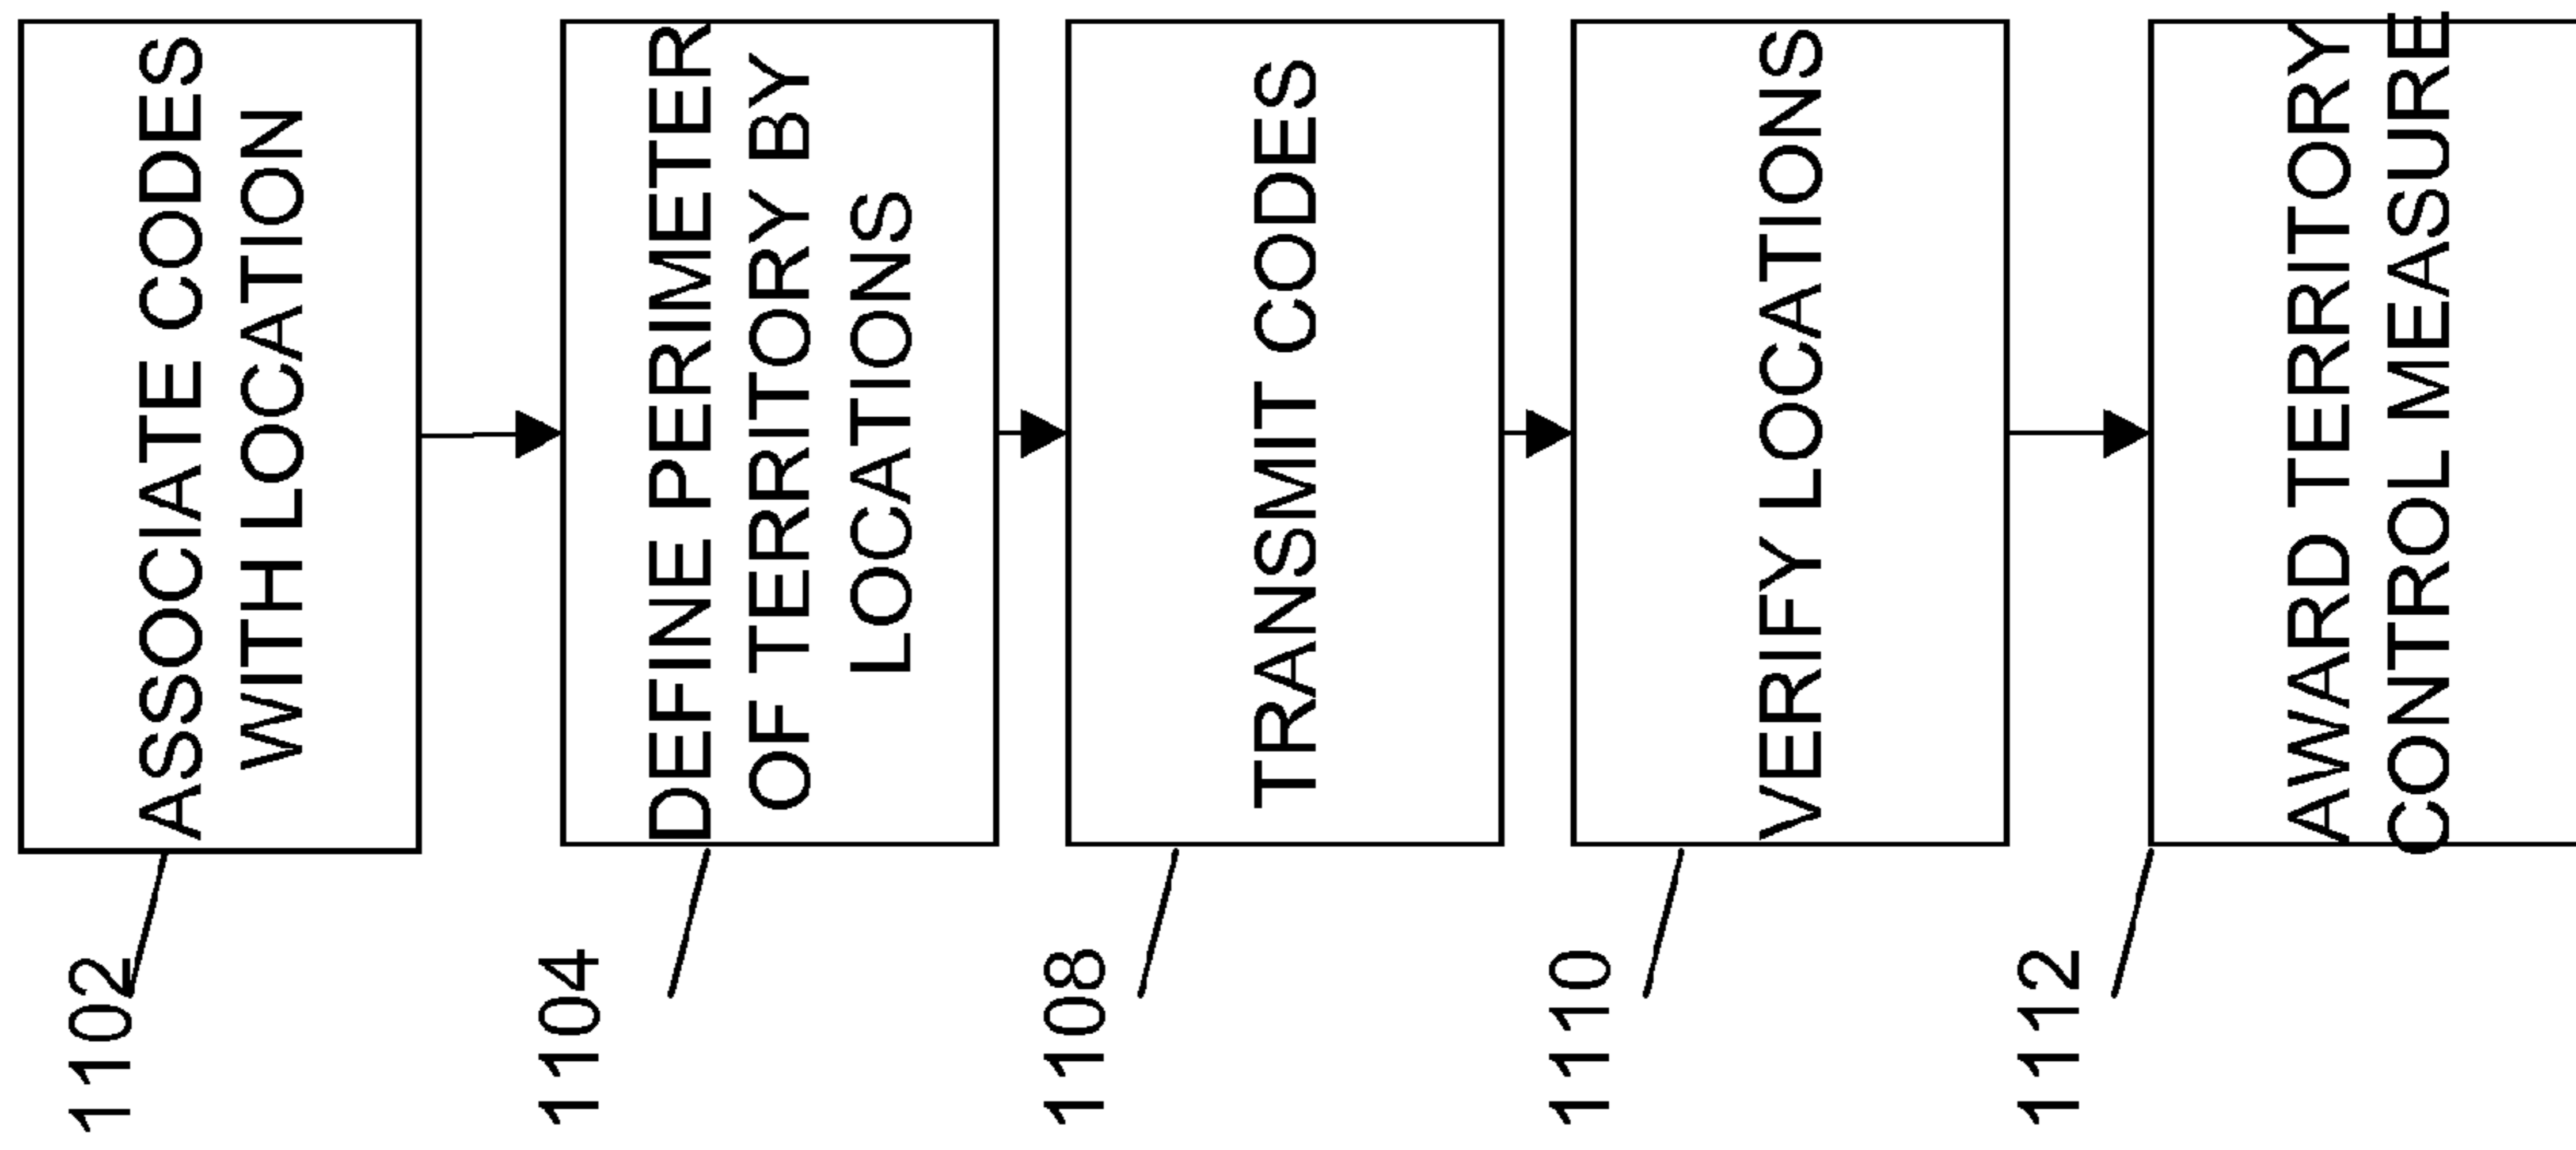 ASSOCIATE CODES
WITH LOCATION
1102
DEFINE PERIMETER
OF TERRITORY BY
LOCATIONS
1104
TRANSMIT CODES
1108
VERIFY LOCATIONS
1110
AWARD TERRITORY
CONTROL MEASURE
1112